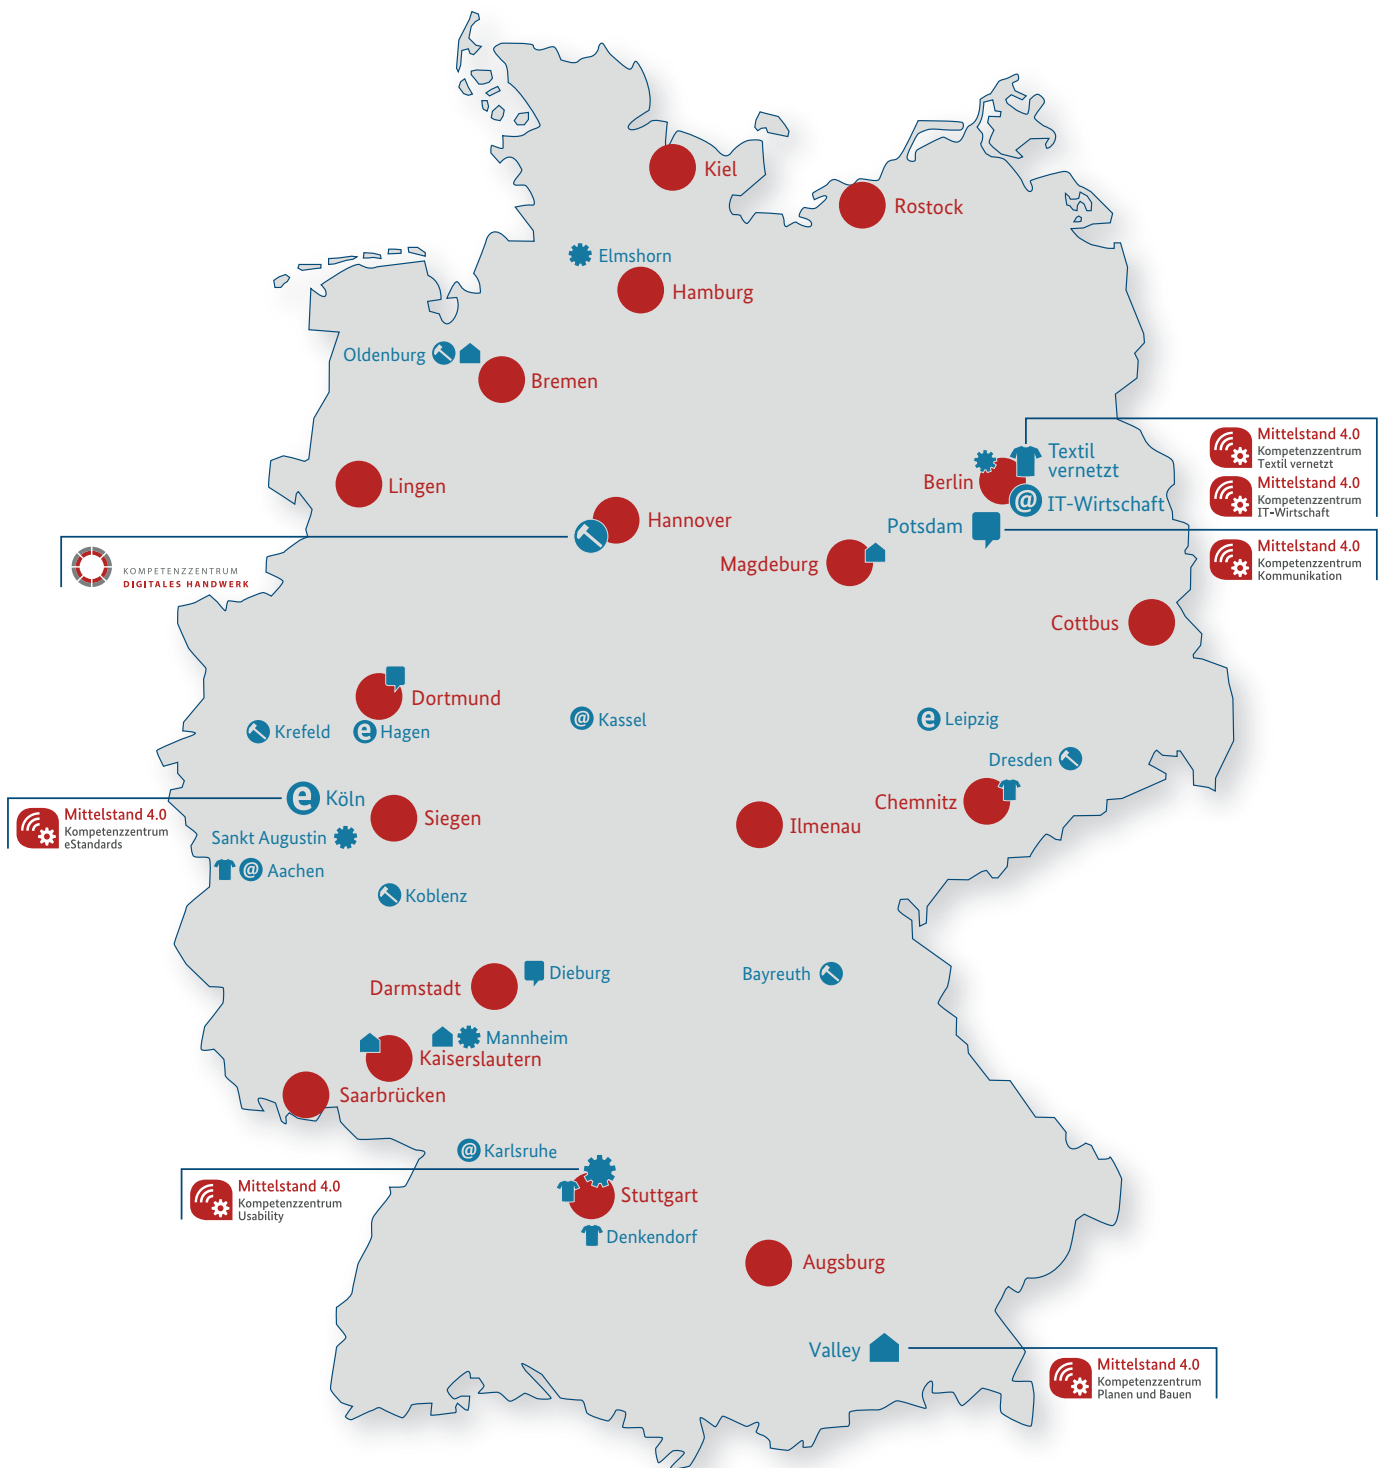 Kiel
Rostock
Elmshorn
Hamburg
Oldenburg
Bremen
Mittelstand 4.0
Kompetenzzentrum
Textil vernetzt
Mittelstand 4.0
Kompetenzzentrum
IT-Wirtschaft
Textil
vernetzt
Berlin
@ IT-Wirtschaft
Lingen
Hannover
Potsdam
Mittelstand 4.0
Kompetenzzentrum
Kommunikation
KOMPETENZZENTRUM
DIGITALES HANDWERK
Magdeburg
Cottbus
Dortmund
Krefeld
e Hagen
@ Kassel
e Leipzig
Dresden
e Köln
Mittelstand 4.0
Kompetenzzentrum
eStandards
Siegen
Chemnitz
Ilmenau
Sankt Augustin
@ Aachen
Koblenz
Dieburg
Bayreuth
Darmstadt
Mannheim
Kaiserslautern
Saarbrücken
@ Karlsruhe
Mittelstand 4.0
Kompetenzzentrum
Usability
Stuttgart
Denkendorf
Augsburg
Valley
Mittelstand 4.0
Kompetenzzentrum
Planen und Bauen